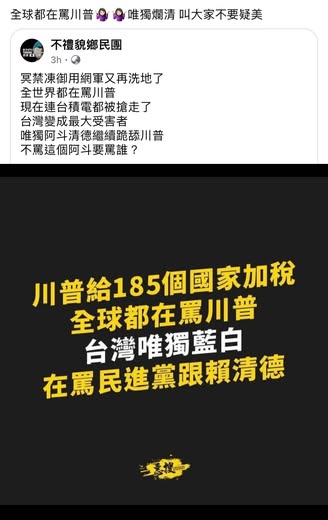 全球都在罵川普🤷🏻‍♀️🤷🏻‍♀️唯獨爛清 叫大家不要疑美
不禮貌鄉民團
3h
冥禁凍御用網軍又再洗地了
全世界都在罵川普
現在連台積電都被搶走了
台灣變成最大受害者
唯獨阿斗清德繼續跪舔川普
不罵這個阿斗要罵誰？
川普給185個國家加稅
全球都在罵川普
台灣唯獨藍白
在罵民進黨跟賴清德